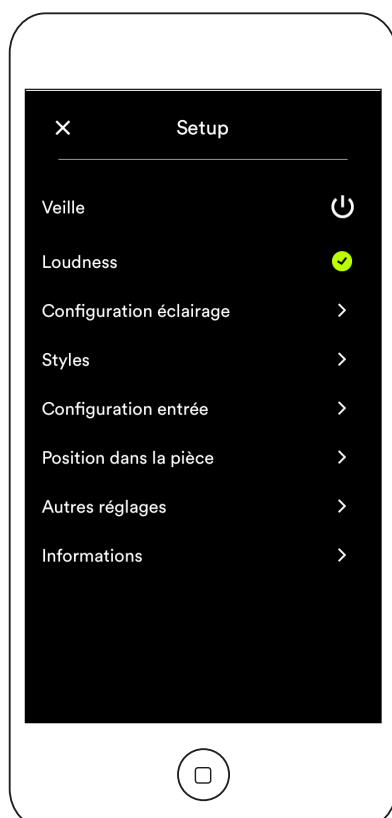 Setup
Veille
Loudness
Configuration éclairage
Styles
Configuration entrée
Position dans la pièce
Autres réglages
Informations